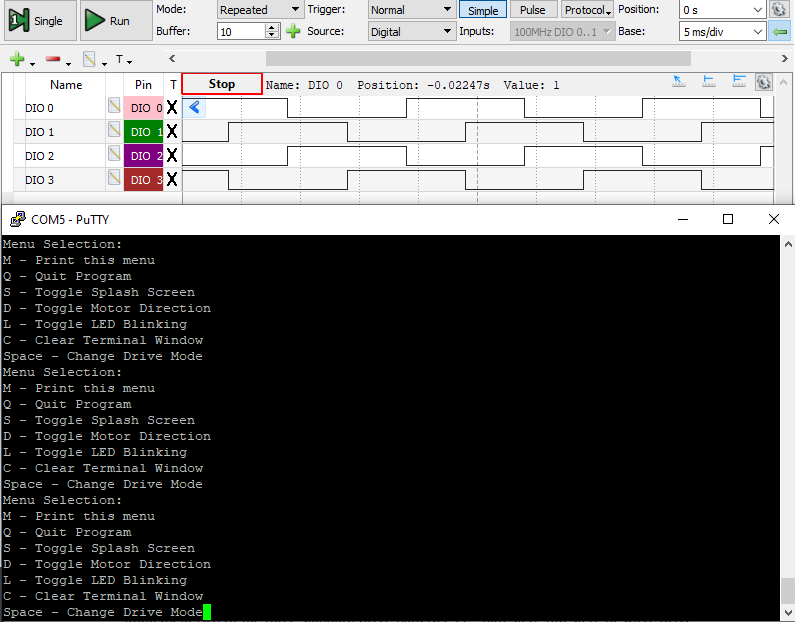 Single Run Mode: Repeated Trigger: Normal Simple Pulse Protocol Position: 0 s
Buffer: 10 Source: Digital Inputs: 100MHz DIO 0..1 Base: 5 ms/div
T
Name Pin T Stop Name: DIO 0 Position: -0.02247s Value: 1
DIO 0 DIO 0 X
DIO 1 DIO 1 X
DIO 2 DIO 2 X
DIO 3 DIO 3 X
COM5 - PuTTY
Menu Selection:
M - Print this menu
Q - Quit Program
S - Toggle Splash Screen
D - Toggle Motor Direction
L - Toggle LED Blinking
C - Clear Terminal Window
Space - Change Drive Mode
Menu Selection:
M - Print this menu
Q - Quit Program
S - Toggle Splash Screen
D - Toggle Motor Direction
L - Toggle LED Blinking
C - Clear Terminal Window
Space - Change Drive Mode
Menu Selection:
M - Print this menu
Q - Quit Program
S - Toggle Splash Screen
D - Toggle Motor Direction
L - Toggle LED Blinking
C - Clear Terminal Window
Space - Change Drive Mode